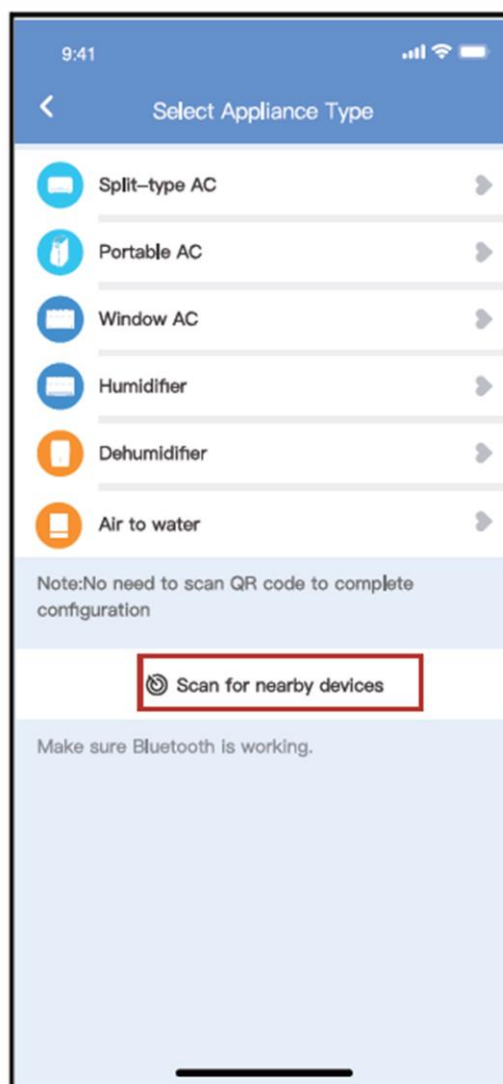 9:41
Select Appliance Type
Split-type AC
Portable AC
Window AC
Humidifier
Dehumidifier
Air to water
Note:No need to scan QR code to complete
configuration
Scan for nearby devices
Make sure Bluetooth is working.